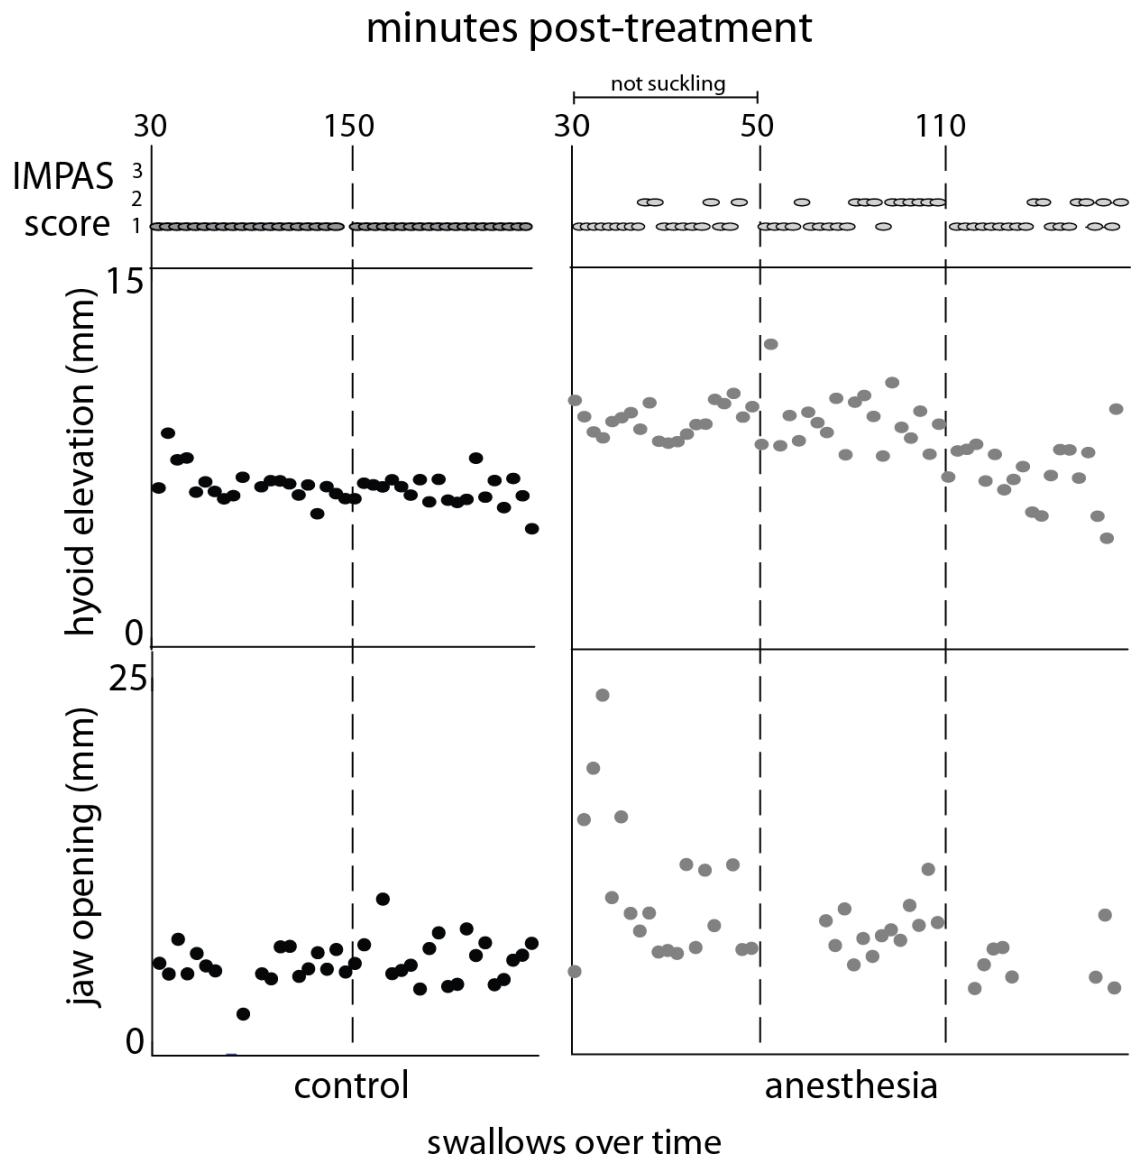 minutes post-treatment
not suckling
30 150 30 50 110
IMPAS score
3
2
1
15
hyoid elevation (mm)
0
25
jaw opening (mm)
0
control anesthesia
swallows over time